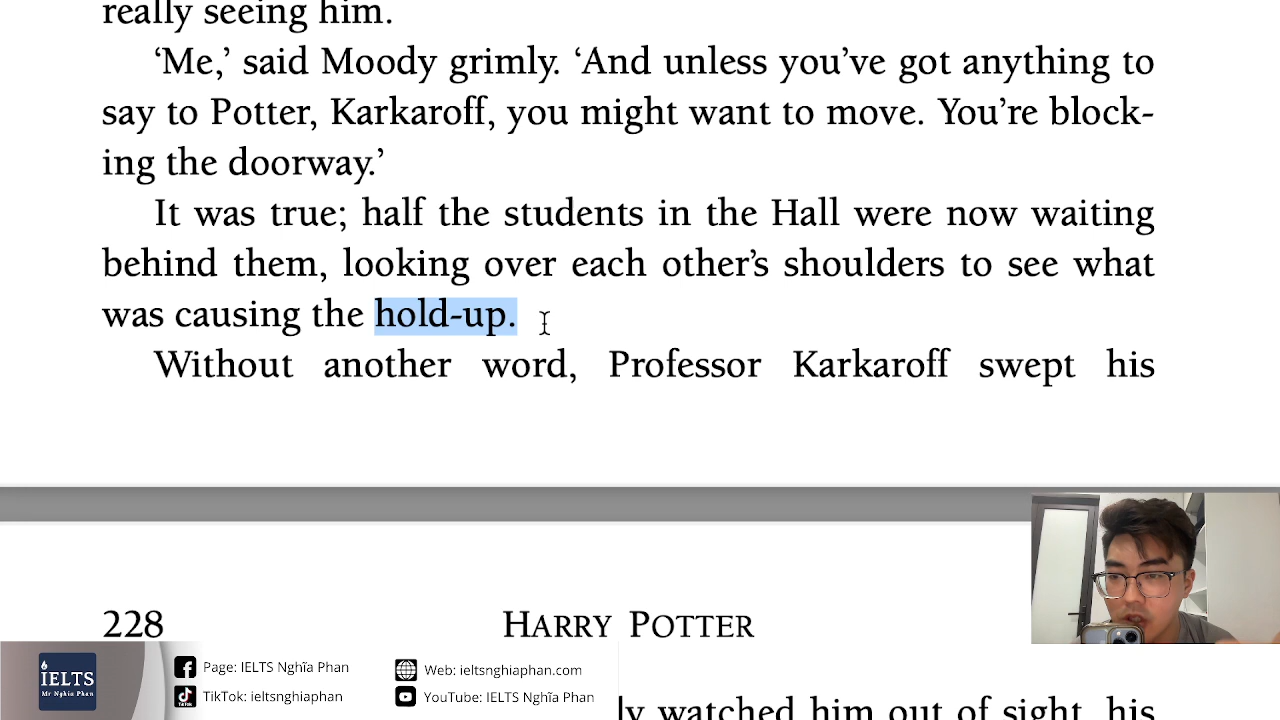 really seeing him.
‘Me,’ said Moody grimly. ‘And unless you’ve got anything to
say to Potter, Karkaroff, you might want to move. You’re block-
ing the doorway.’
It was true; half the students in the Hall were now waiting
behind them, looking over each other’s shoulders to see what
was causing the hold-up.
Without another word, Professor Karkaroff swept his
228 HARRY POTTER
ly watched him out of sight, his
IELTS
Mr Nghia Phan
Page: IELTS Nghĩa Phan
TikTok: ieltsnghiaphan
Web: ieltsnghiaphan.com
YouTube: IELTS Nghĩa Phan